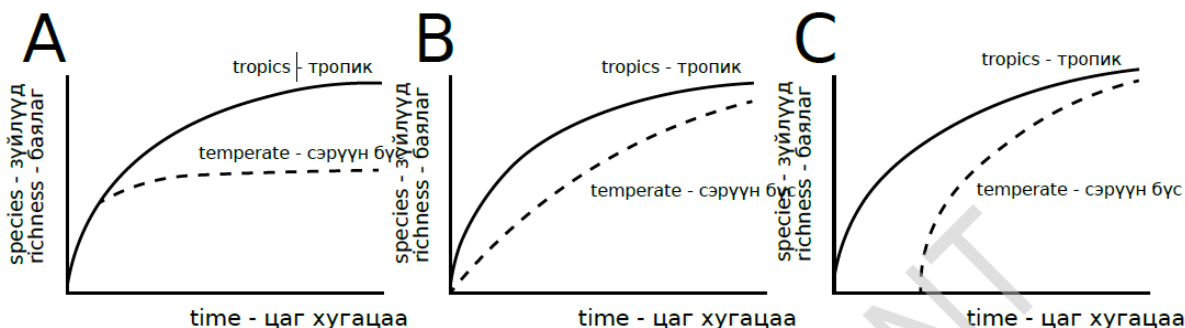 A
species - зүйлүүд
richness - баялаг
tropics - тропик
temperate - сэрүүн бүс
time - цаг хугацаа
B
species - зүйлүүд
richness - баялаг
tropics - тропик
temperate - сэрүүн бүс
time - цаг хугацаа
C
species - зүйлүүд
richness - баялаг
tropics - тропик
temperate - сэрүүн бүс
time - цаг хугацаа